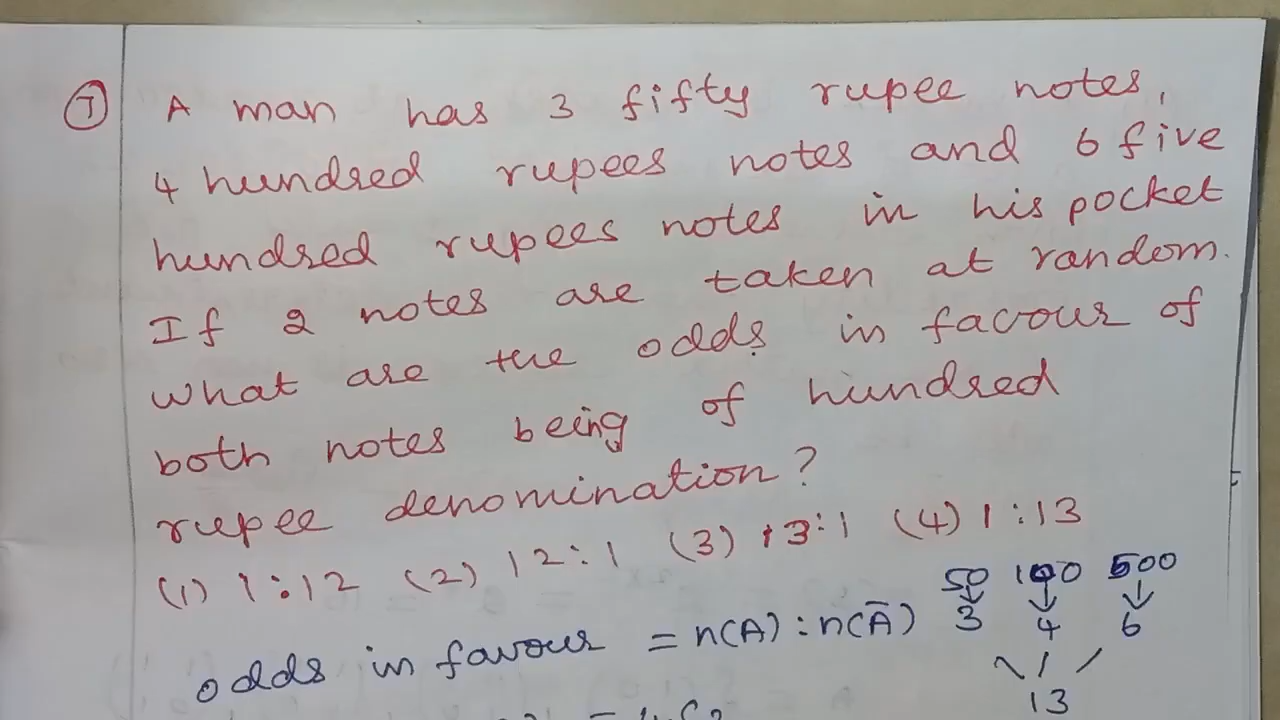 7 A man has 3 fifty rupee notes,
4 hundred rupees notes and 6 five
hundred rupees notes in his pocket
If 2 notes are taken at random.
what are the odds in favour of
both notes being of hundred
rupee denomination?
(1) 1:12 (2) 12:1 (3) 13:1 (4) 1:13
50 100 500
↓ ↓ ↓
odds in favour = n(A) : n(Ā) 3 4 6
13
= 4C2